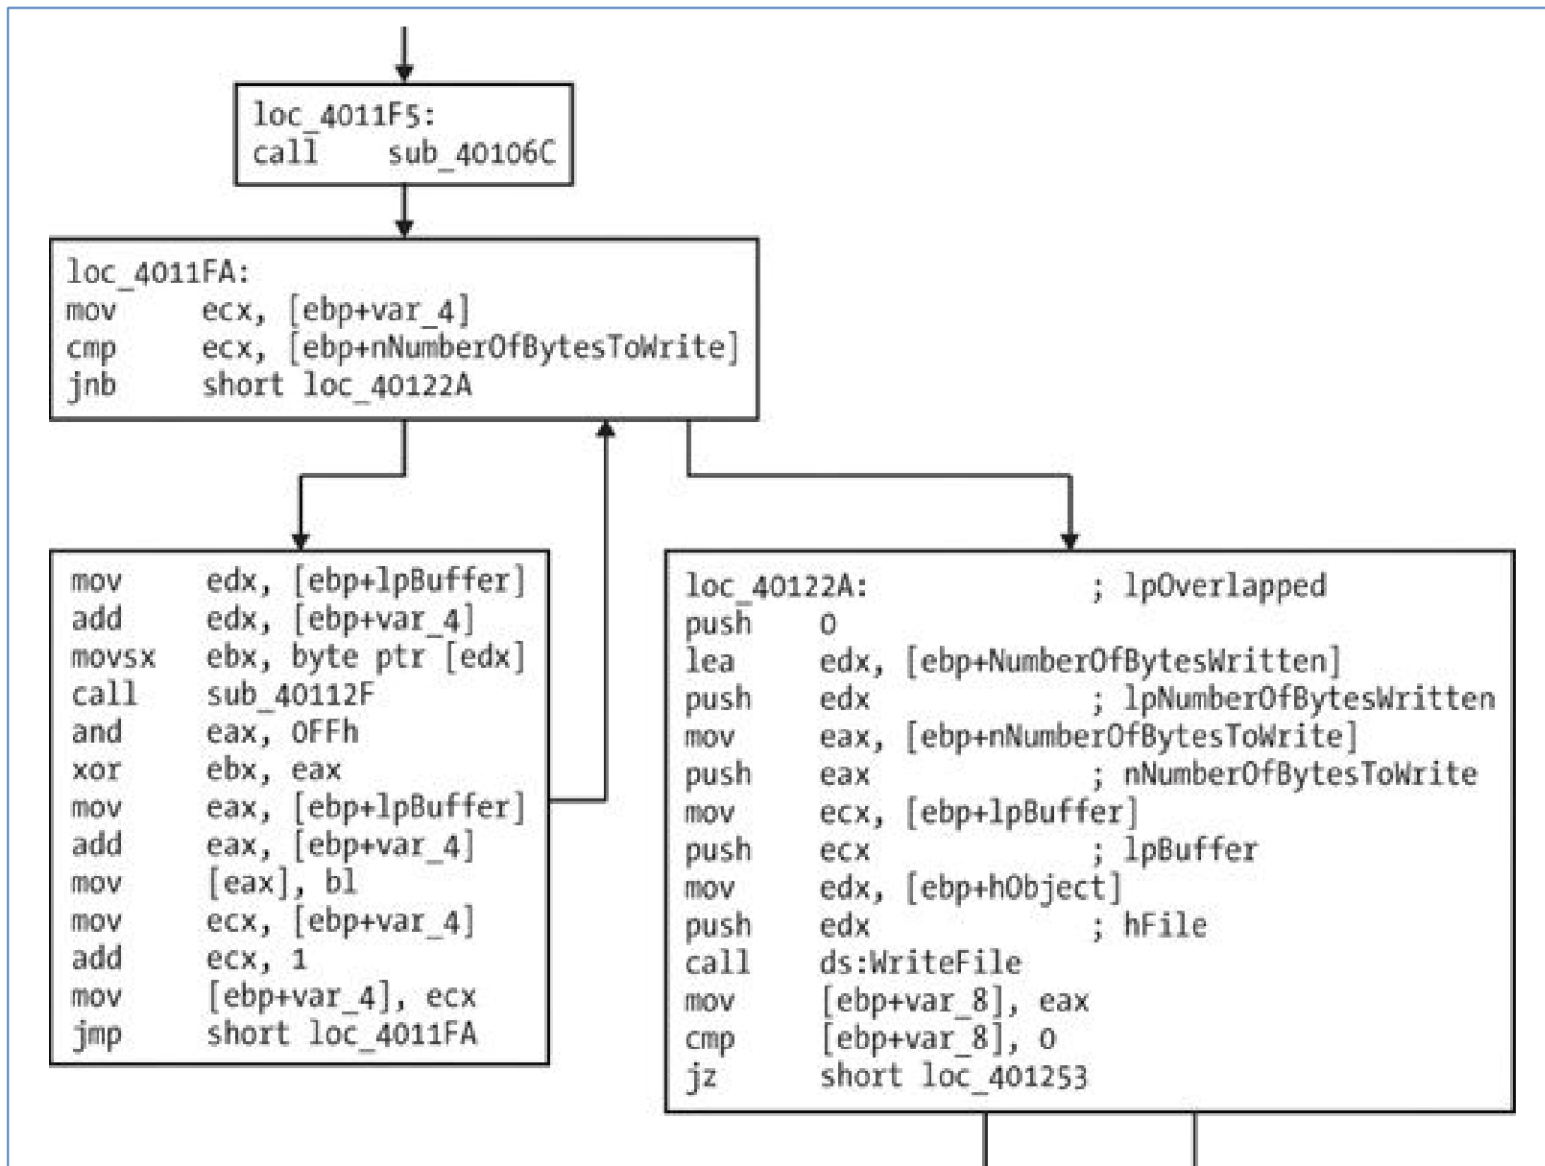 loc_4011F5:
call sub_40106C
loc_4011FA:
mov ecx, [ebp+var_4]
cmp ecx, [ebp+nNumberOfBytesToWrite]
jnb short loc_40122A
mov edx, [ebp+lpBuffer]
add edx, [ebp+var_4]
movsx ebx, byte ptr [edx]
call sub_40112F
and eax, 0FFh
xor ebx, eax
mov eax, [ebp+lpBuffer]
add eax, [ebp+var_4]
mov [eax], bl
mov ecx, [ebp+var_4]
add ecx, 1
mov [ebp+var_4], ecx
jmp short loc_4011FA
loc_40122A: ; lpOverlapped
push 0
lea edx, [ebp+NumberOfBytesWritten]
push edx ; lpNumberOfBytesWritten
mov eax, [ebp+nNumberOfBytesToWrite]
push eax ; nNumberOfBytesToWrite
mov ecx, [ebp+lpBuffer]
push ecx ; lpBuffer
mov edx, [ebp+hObject]
push edx ; hFile
call ds:WriteFile
mov [ebp+var_8], eax
cmp [ebp+var_8], 0
jz short loc_401253